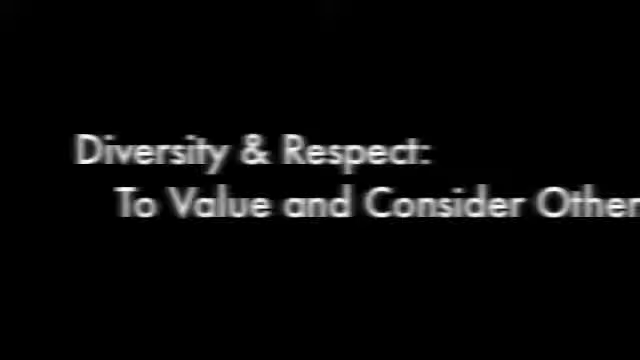 Diversity & Respect:
To Value and Consider Other